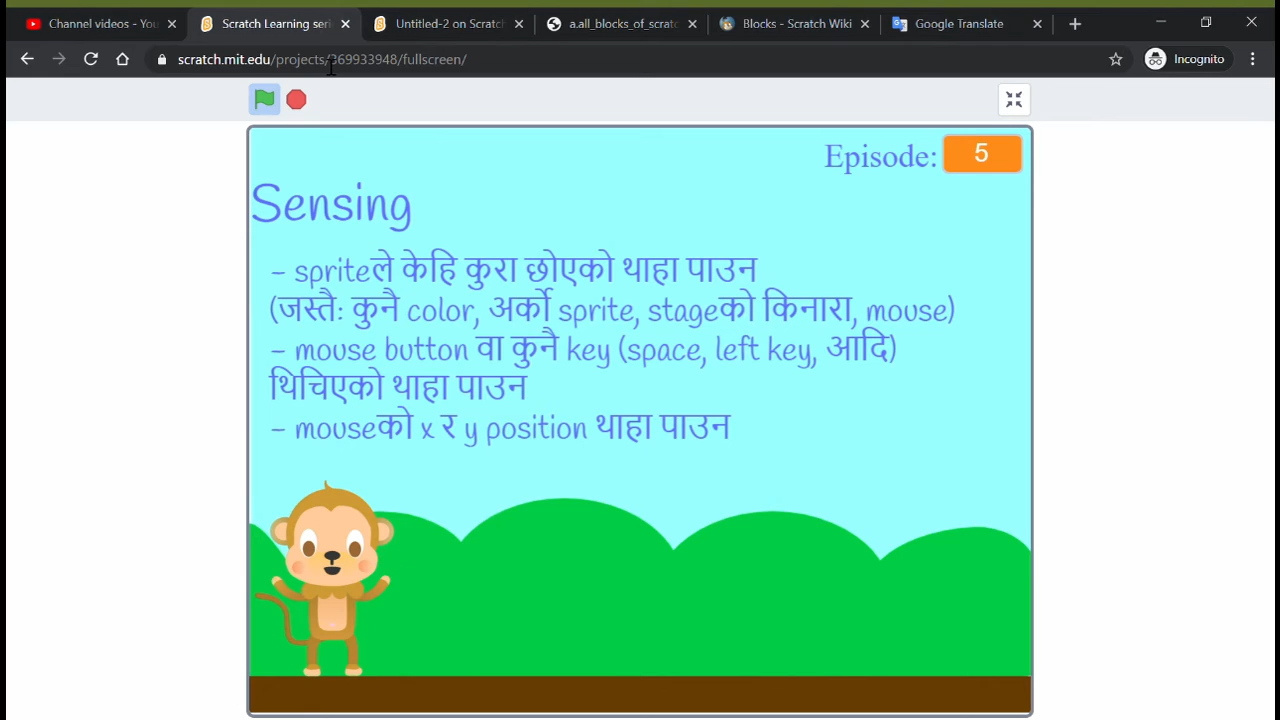 Channel videos - You
Scratch Learning seri
Untitled-2 on Scratch
a.all_blocks_of_scratc
Blocks - Scratch Wiki
Google Translate
scratch.mit.edu/projects/369933948/fullscreen/
Incognito
Episode: 5
Sensing
- spriteले केहि कुरा छोएको थाहा पाउन
(जस्तै: कुनै color, अर्को sprite, stageको किनारा, mouse)
- mouse button वा कुनै key (space, left key, आदि)
थिचिएको थाहा पाउन
- mouseको x र y position थाहा पाउन